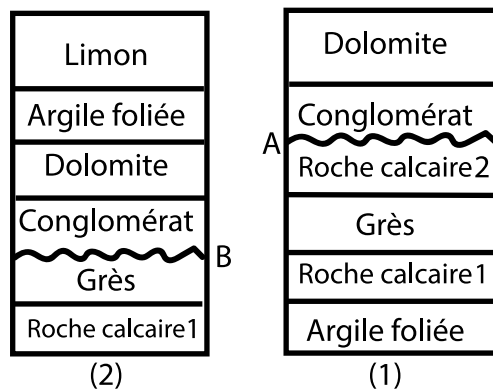 Limon
Argile foliée
Dolomite
Conglomérat
B
Grès
Roche calcaire1
(2)
Dolomite
Conglomérat
A
Roche calcaire2
Grès
Roche calcaire1
Argile foliée
(1)